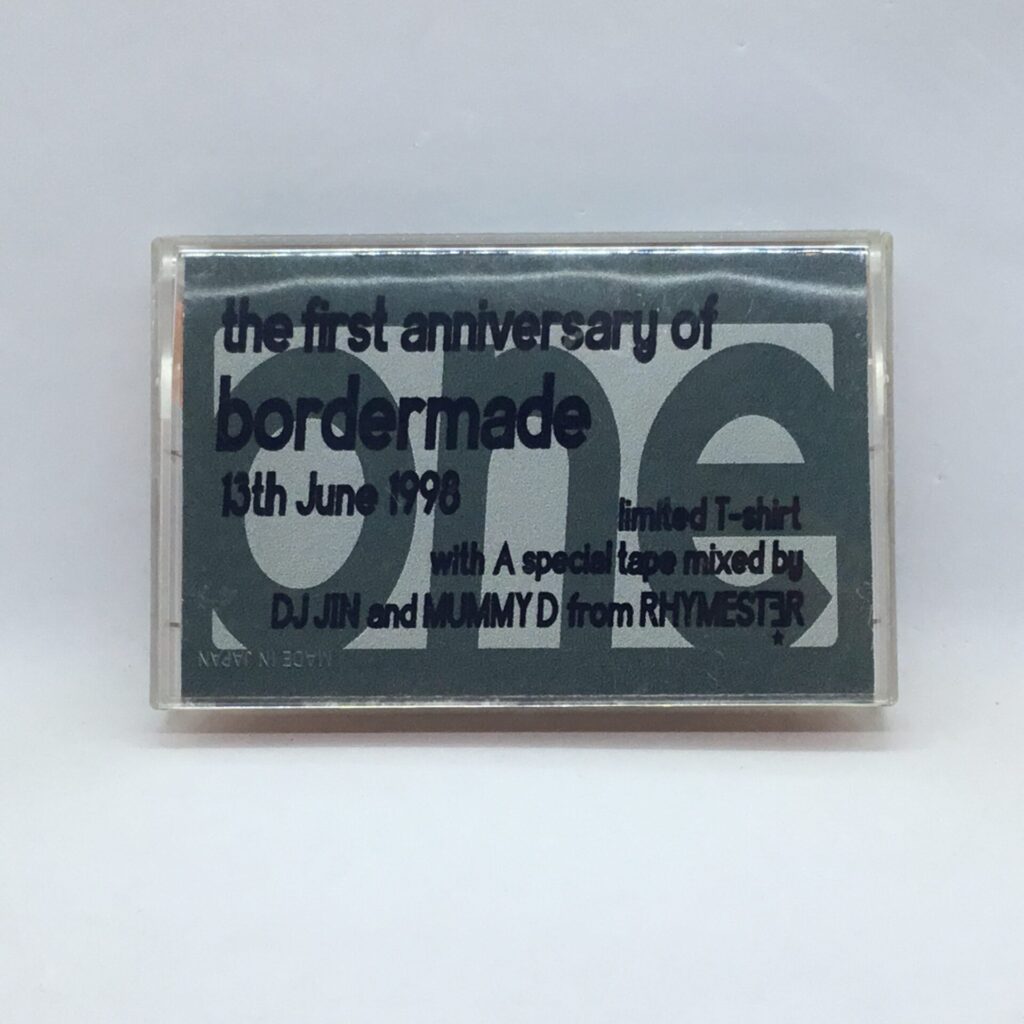 the first anniversary of
bordermade
13th June 1998
one
limited T-shirt
with A special tape mixed by
DJ JIN and MUMMY D from RHYMESTER
MADE IN JAPAN